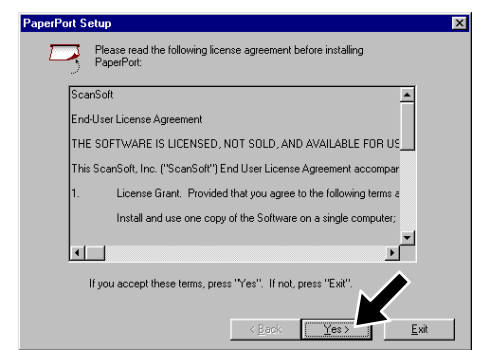 PaperPort Setup
Please read the following license agreement before installing
PaperPort:
ScanSoft
End-User License Agreement
THE SOFTWARE IS LICENSED, NOT SOLD, AND AVAILABLE FOR US
This ScanSoft, Inc. ("ScanSoft") End User License Agreement accompan
1. License Grant. Provided that you agree to the following terms a
Install and use one copy of the Software on a single computer;
If you accept these terms, press "Yes". If not, press "Exit".
< Back Yes > Exit